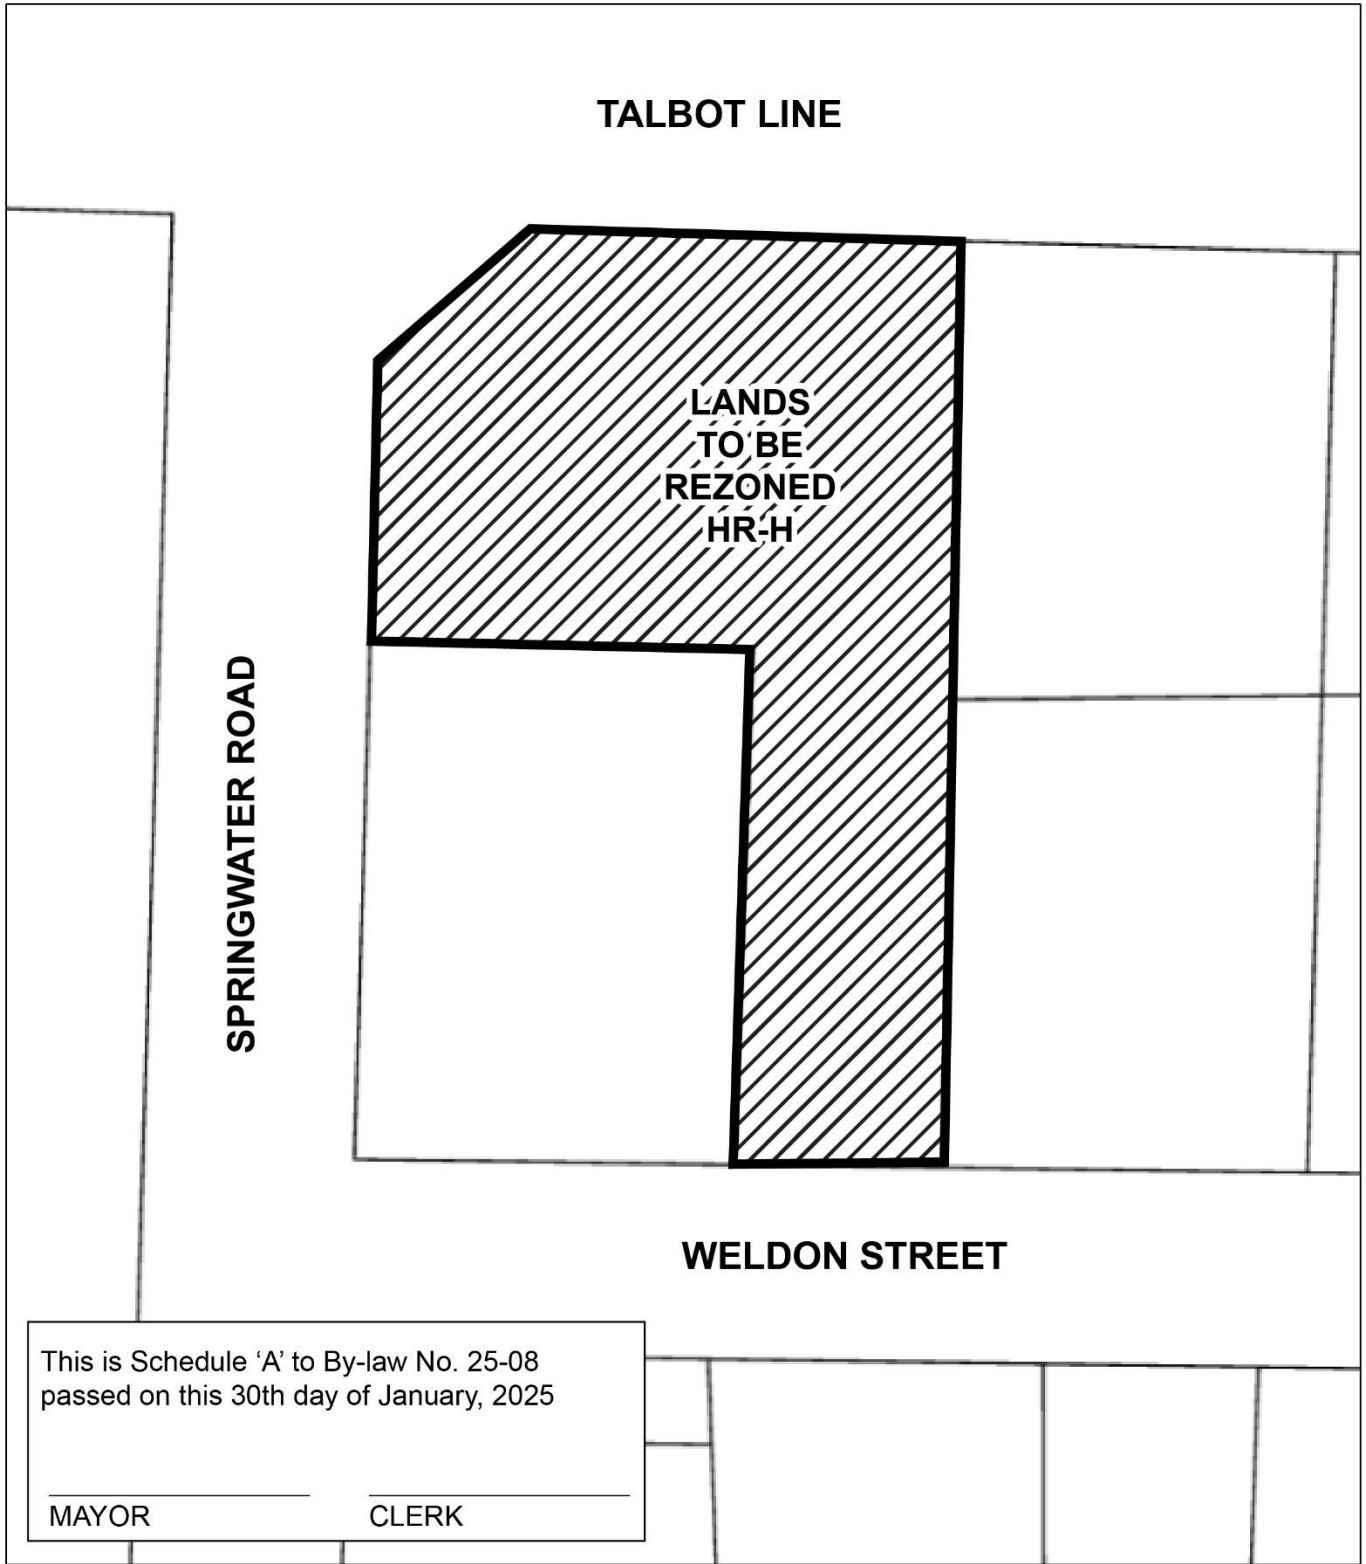 TALBOT LINE
LANDS
TO BE
REZONED
HR-H
SPRINGWATER ROAD
WELDON STREET
This is Schedule ‘A’ to By-law No. 25-08
passed on this 30th day of January, 2025
MAYOR
CLERK